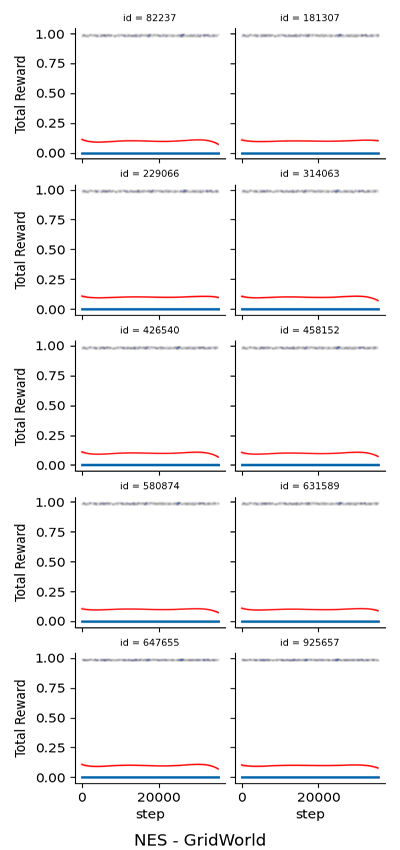 id = 82237
id = 181307
1.00
0.75
0.50
0.25
0.00
Total Reward
id = 229066
id = 314063
1.00
0.75
0.50
0.25
0.00
Total Reward
id = 426540
id = 458152
1.00
0.75
0.50
0.25
0.00
Total Reward
id = 580874
id = 631589
1.00
0.75
0.50
0.25
0.00
Total Reward
id = 647655
id = 925657
1.00
0.75
0.50
0.25
0.00
Total Reward
0
20000
0
20000
step
step
NES - GridWorld